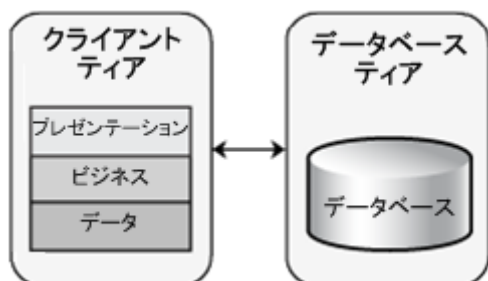 クライアント
ティア
プレゼンテーション
ビジネス
データ
データベース
ティア
データベース